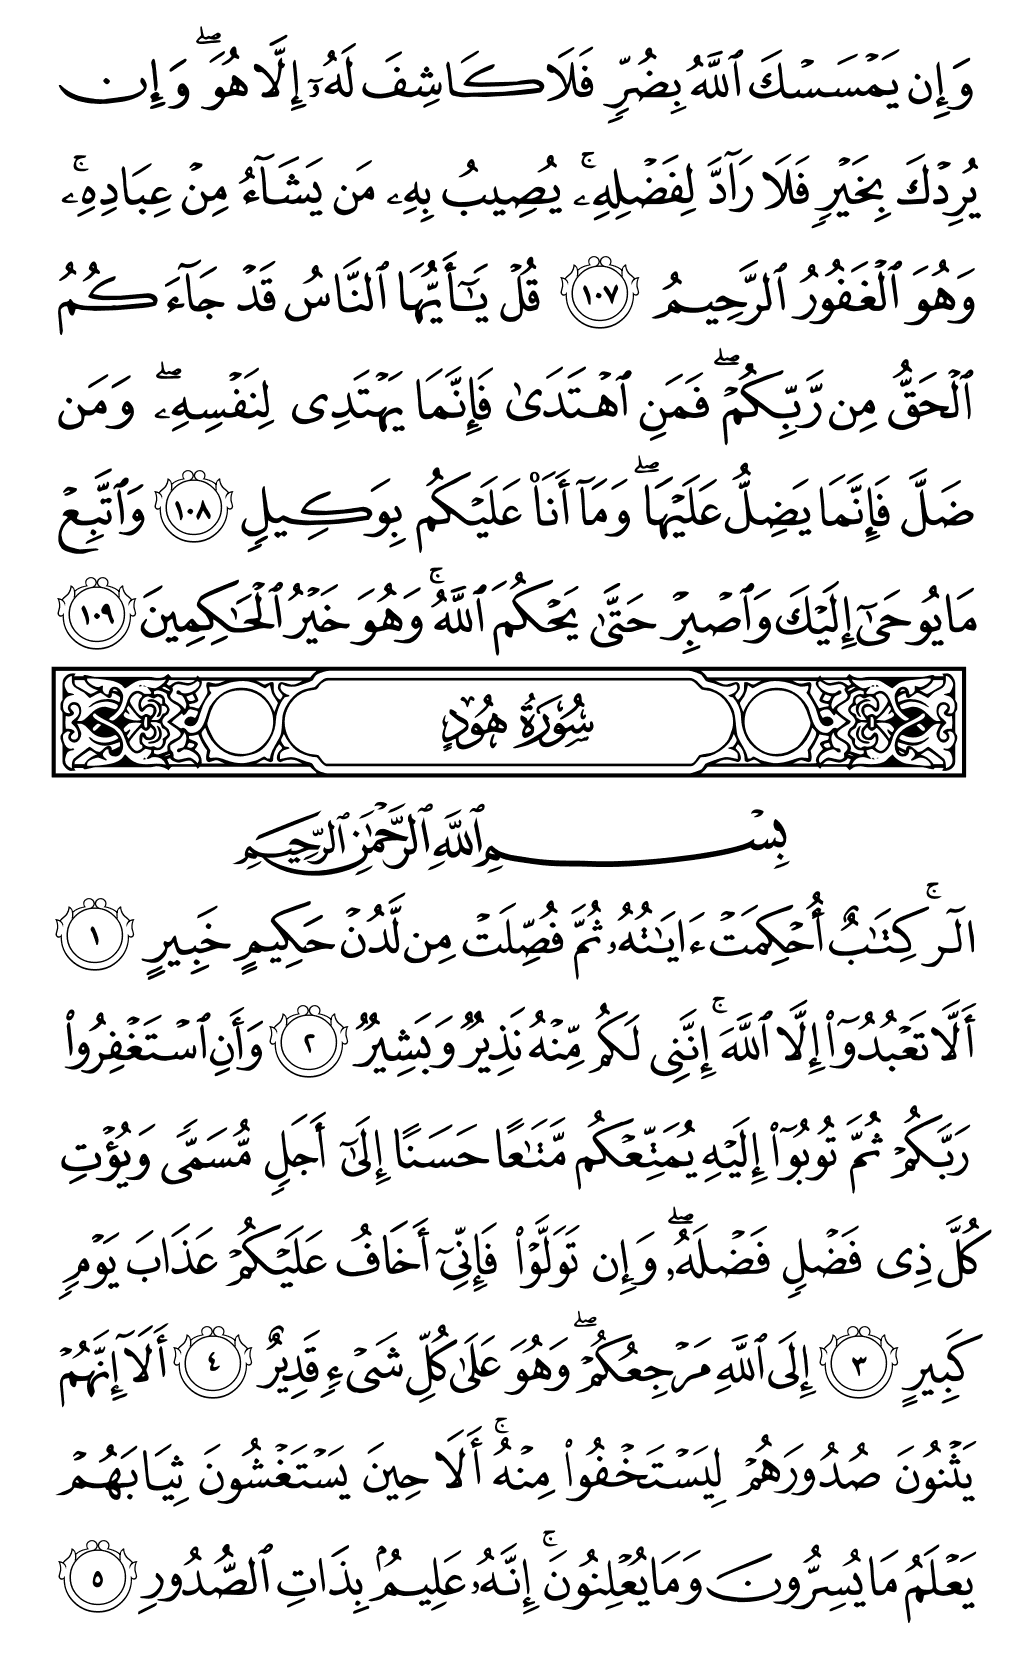 وَإِن يَمۡسَسۡكَ ٱللَّهُ بِضُرّٖ فَلَا كَاشِفَ لَهُۥٓ إِلَّا هُوَۖ وَإِن
يُرِدۡكَ بِخَيۡرٖ فَلَا رَآدَّ لِفَضۡلِهِۦۚ يُصِيبُ بِهِۦ مَن يَشَآءُ مِنۡ عِبَادِهِۦۚ
وَهُوَ ٱلۡغَفُورُ ٱلرَّحِيمُ ١٠٧ قُلۡ يَٰٓأَيُّهَا ٱلنَّاسُ قَدۡ جَآءَكُمُ
ٱلۡحَقُّ مِن رَّبِّكُمۡۖ فَمَنِ ٱهۡتَدَىٰ فَإِنَّمَا يَهۡتَدِي لِنَفۡسِهِۦۖ وَمَن
ضَلَّ فَإِنَّمَا يَضِلُّ عَلَيۡهَاۖ وَمَآ أَنَا۠ عَلَيۡكُم بِوَكِيلٖ ١٠٨ وَٱتَّبِعۡ
مَا يُوحَىٰٓ إِلَيۡكَ وَٱصۡبِرۡ حَتَّىٰ يَحۡكُمَ ٱللَّهُۚ وَهُوَ خَيۡرُ ٱلۡحَٰكِمِينَ ١٠٩
سُورَةُ هُودٍ
بِسۡمِ ٱللَّهِ ٱلرَّحۡمَٰنِ ٱلرَّحِيمِ
الٓرۚ كِتَٰبٌ أُحۡكِمَتۡ ءَايَٰتُهُۥ ثُمَّ فُصِّلَتۡ مِن لَّدُنۡ حَكِيمٍ خَبِيرٍ ١
أَلَّا تَعۡبُدُوٓاْ إِلَّا ٱللَّهَۚ إِنَّنِي لَكُم مِّنۡهُ نَذِيرٞ وَبَشِيرٞ ٢ وَأَنِ ٱسۡتَغۡفِرُواْ
رَبَّكُمۡ ثُمَّ تُوبُوٓاْ إِلَيۡهِ يُمَتِّعۡكُم مَّتَٰعًا حَسَنًا إِلَىٰٓ أَجَلٖ مُّسَمّٗى وَيُؤۡتِ
كُلَّ ذِي فَضۡلٖ فَضۡلَهُۥۖ وَإِن تَوَلَّوۡاْ فَإِنِّيٓ أَخَافُ عَلَيۡكُمۡ عَذَابَ يَوۡمٖ
كَبِيرٍ ٣ إِلَى ٱللَّهِ مَرۡجِعُكُمۡۖ وَهُوَ عَلَىٰ كُلِّ شَيۡءٖ قَدِيرٌ ٤ أَلَآ إِنَّهُمۡ
يَثۡنُونَ صُدُورَهُمۡ لِيَسۡتَخۡفُواْ مِنۡهُۚ أَلَا حِينَ يَسۡتَغۡشُونَ ثِيَابَهُمۡ
يَعۡلَمُ مَا يُسِرُّونَ وَمَا يُعۡلِنُونَۚ إِنَّهُۥ عَلِيمُۢ بِذَاتِ ٱلصُّدُورِ ٥